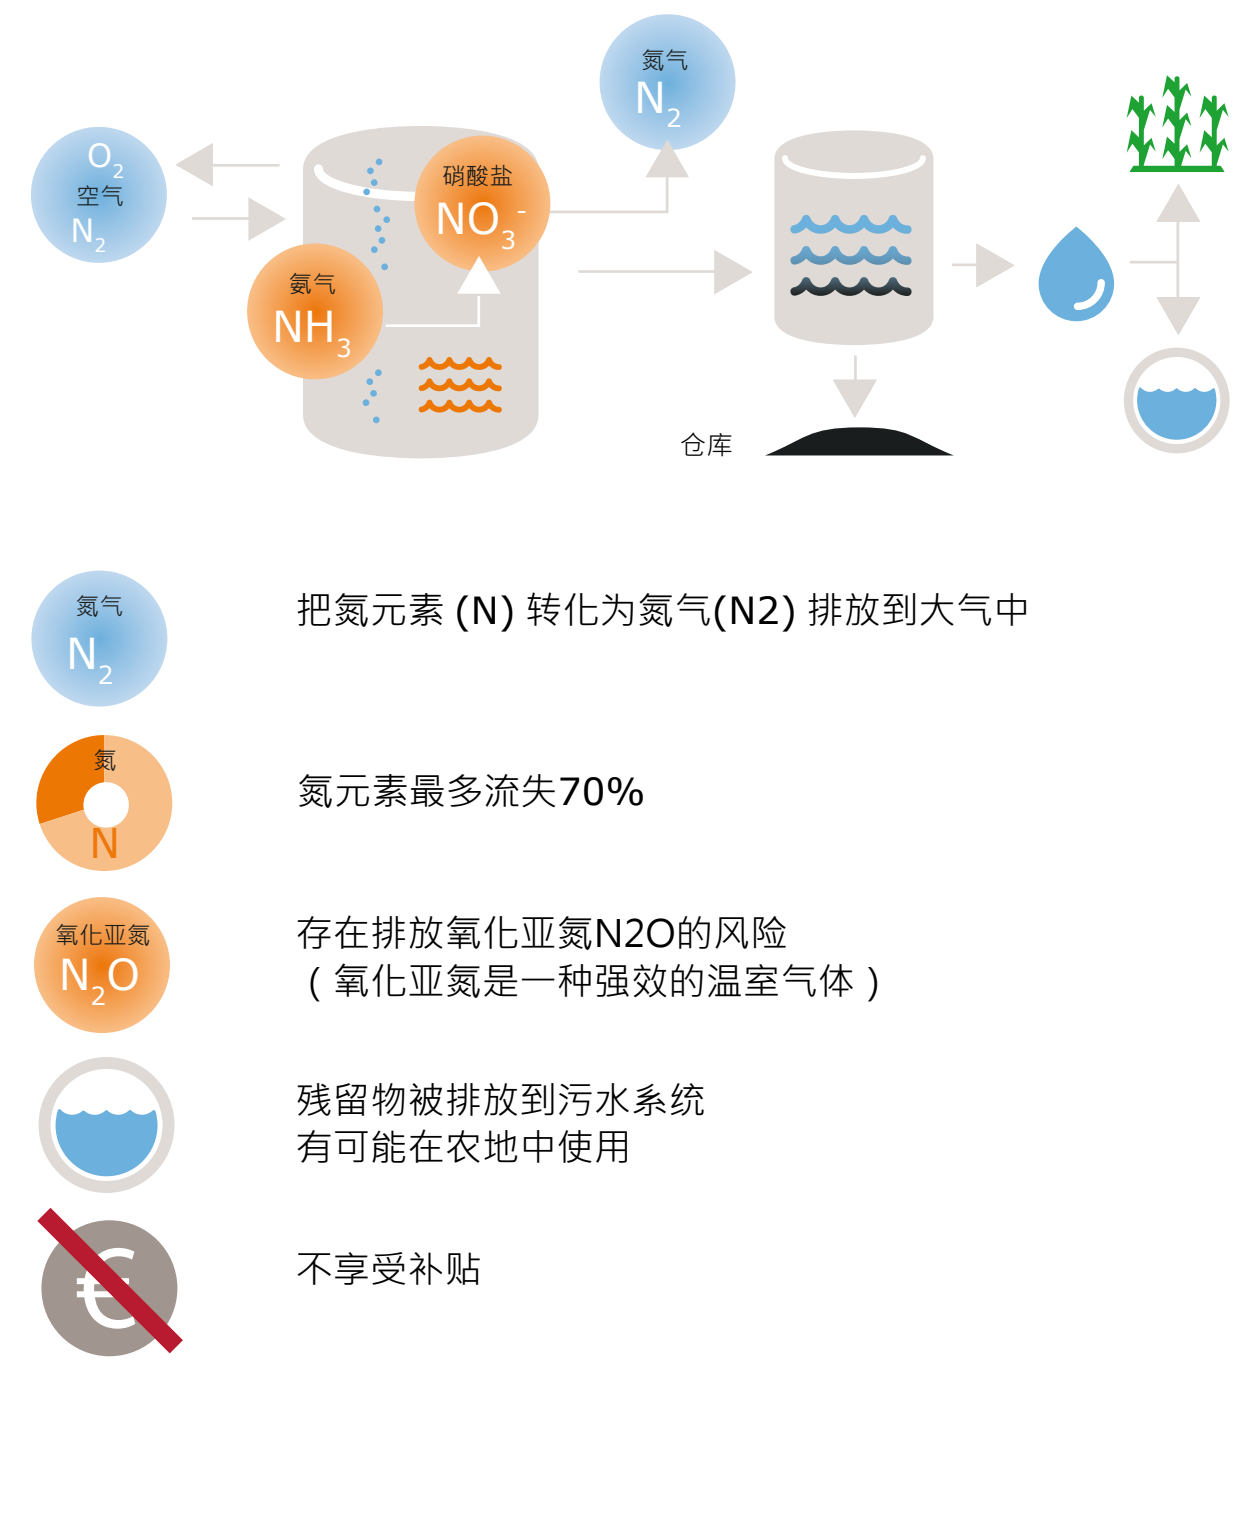 氮气
N2
O2
空气
N2
硝酸盐
NO3-
氨气
NH3
仓库
氮气
N2
把氮元素 (N) 转化为氮气(N2) 排放到大气中
氮
N
氮元素最多流失70%
氧化亚氮
N2O
存在排放氧化亚氮N2O的风险
（氧化亚氮是一种强效的温室气体）
残留物被排放到污水系统
有可能在农地中使用
€
不享受补贴